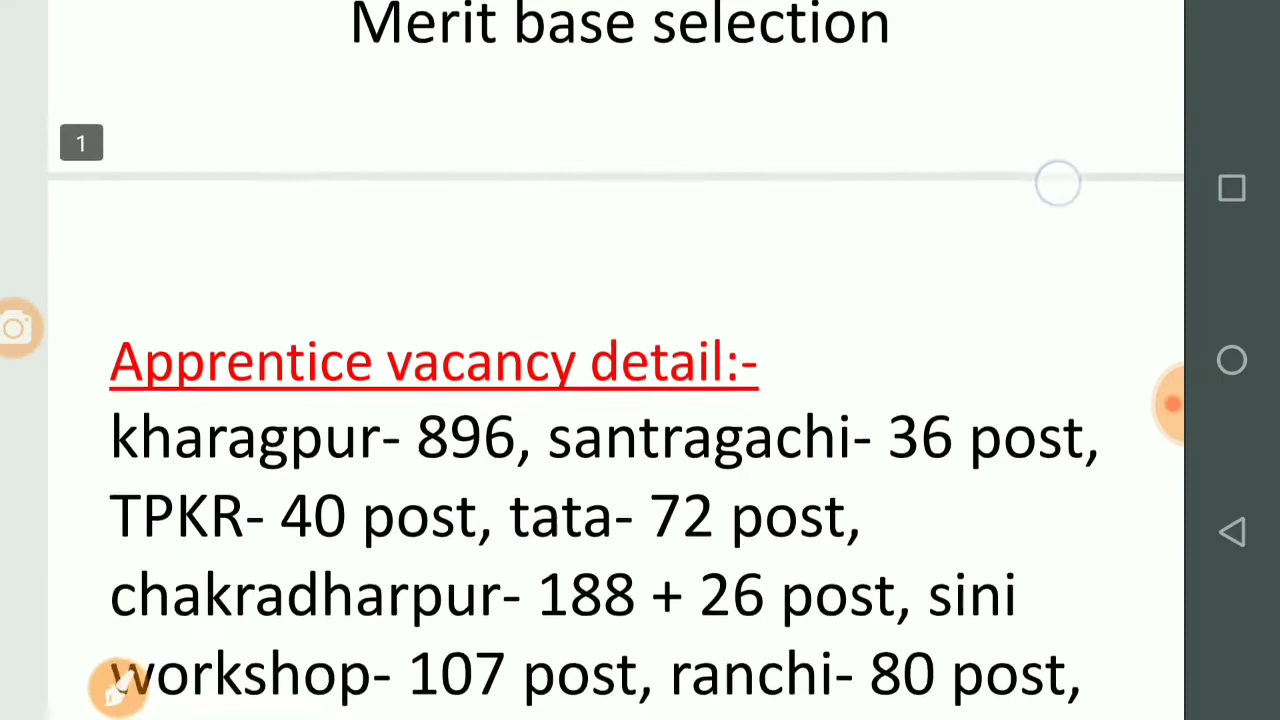 Merit base selection
1
Apprentice vacancy detail:-
kharagpur- 896, santragachi- 36 post,
TPKR- 40 post, tata- 72 post,
chakradharpur- 188 + 26 post, sini
workshop- 107 post, ranchi- 80 post,